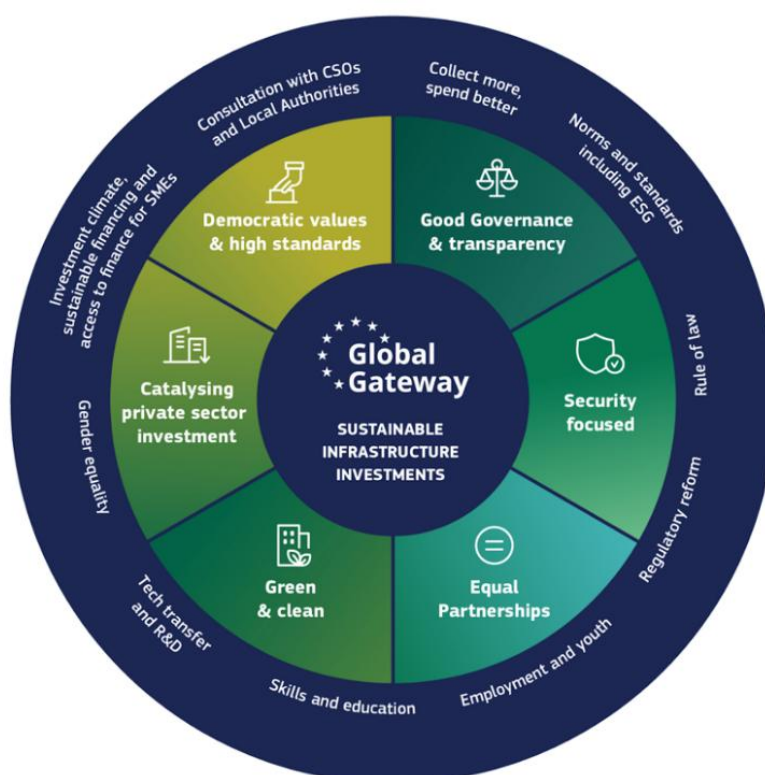 Consultation with CSOs
and Local Authorities
Collect more,
spend better
Norms and standards
including ESG
Rule of law
Regulatory reform
Employment and youth
Skills and education
Tech transfer
and R&D
Gender equality
Investment climate,
sustainable financing and
access to finance for SMEs
Democratic values
& high standards
Good Governance
& transparency
Security
focused
Equal
Partnerships
Green
& clean
Catalysing
private sector
investment
Global
Gateway
SUSTAINABLE
INFRASTRUCTURE
INVESTMENTS